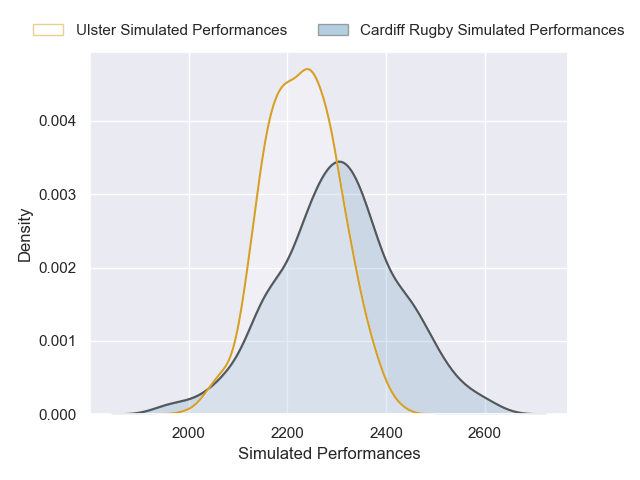 Ulster Simulated Performances Cardiff Rugby Simulated Performances
0.004
0.003
0.002
0.001
0.000
Density
2000 2200 2400 2600
Simulated Performances